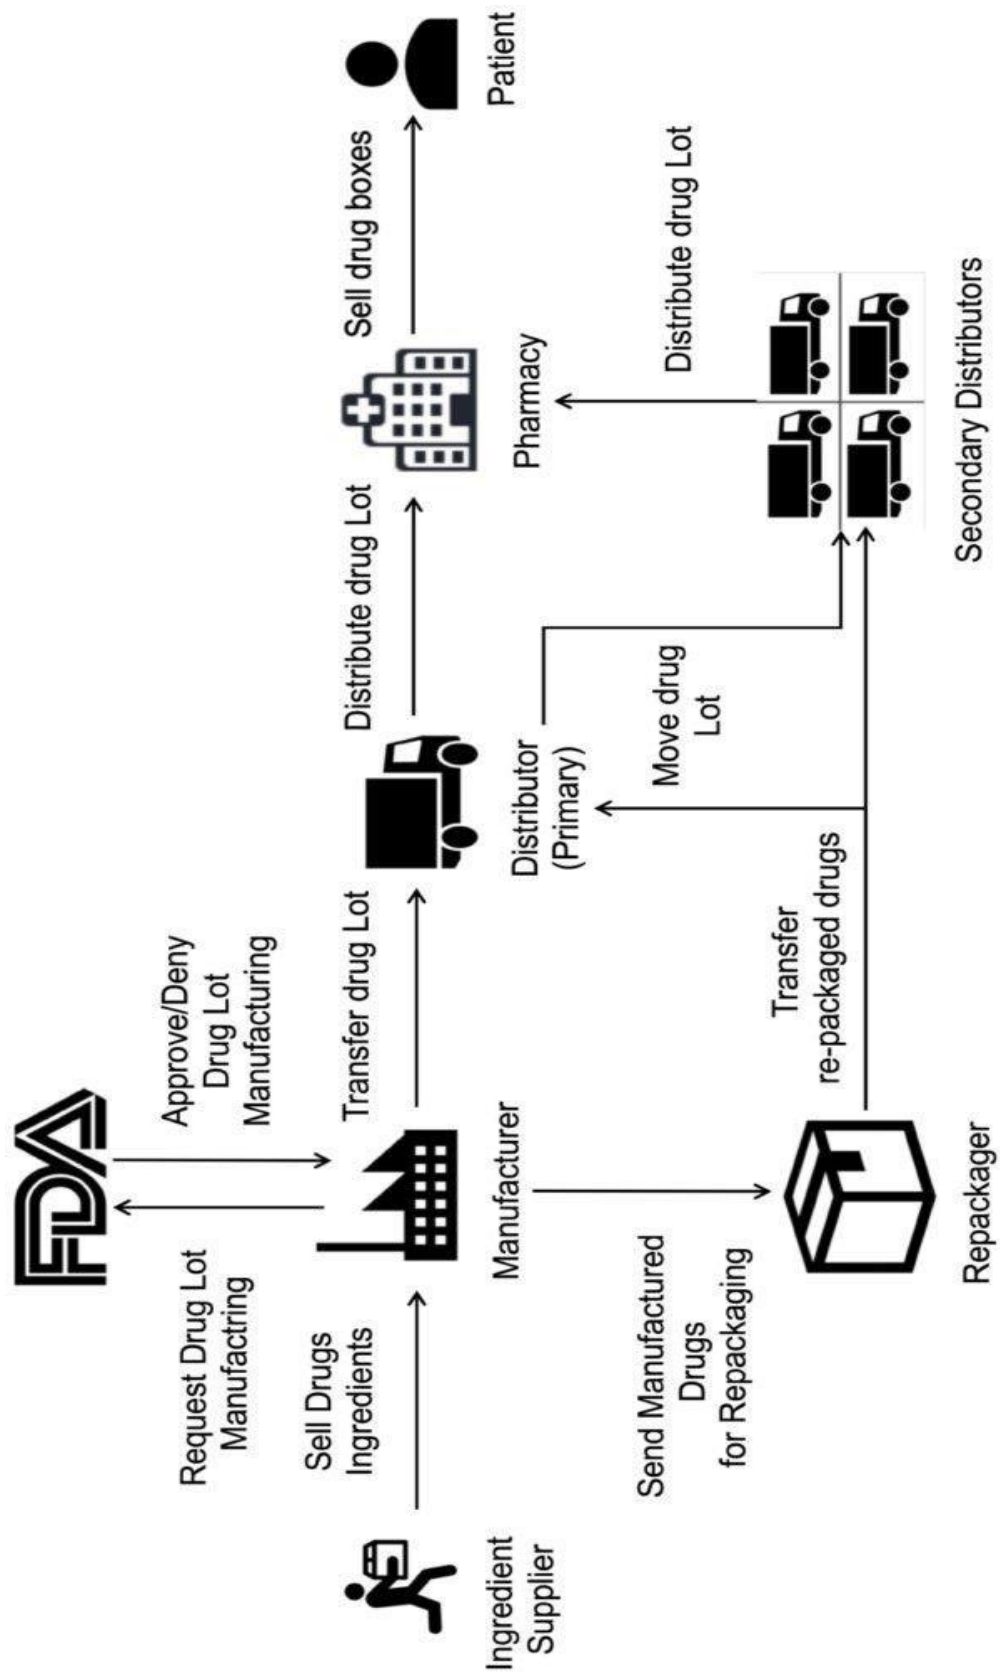 FDA
Request Drug Lot
Manufactring
Approve/Deny
Drug Lot
Manufacturing
Sell Drugs
Ingredients
Transfer drug Lot
Distribute drug Lot
Sell drug boxes
Ingredient
Supplier
Manufacturer
Distributor
(Primary)
Pharmacy
Patient
Send Manufactured
Drugs
for Repackaging
Move drug
Lot
Distribute drug Lot
Transfer
re-packaged drugs
Repackager
Secondary Distributors